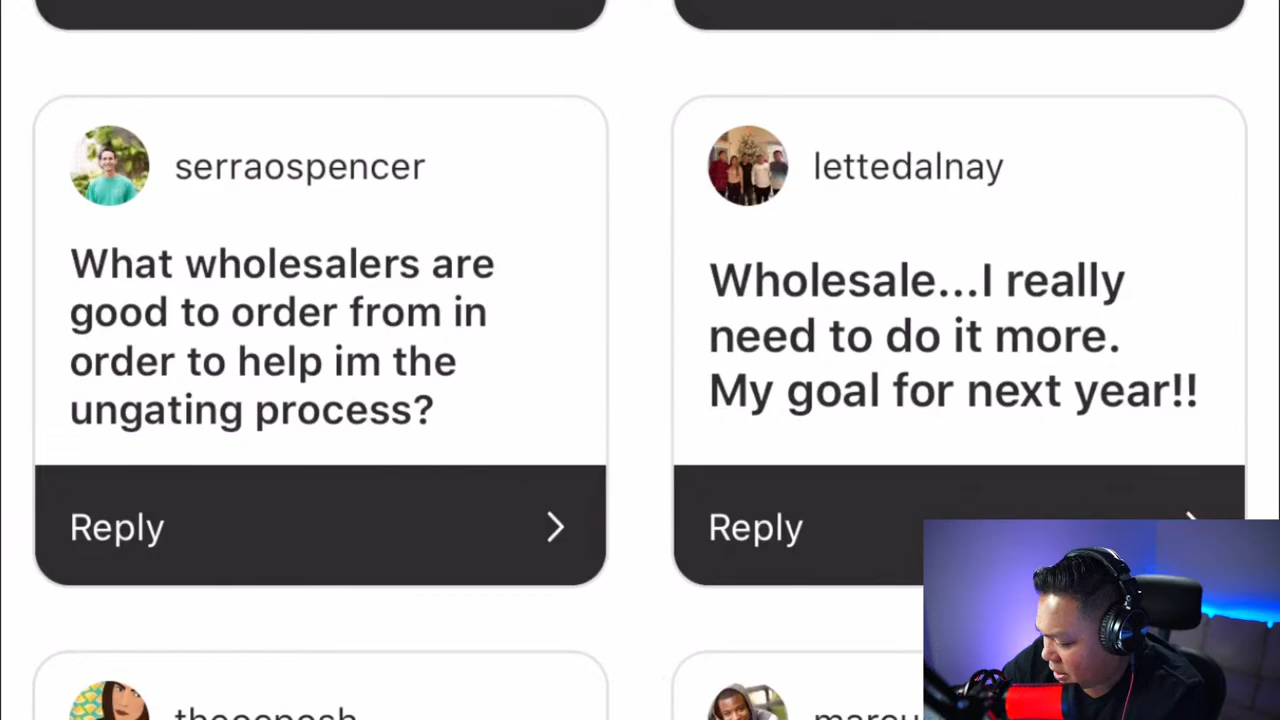 serraospencer
What wholesalers are
good to order from in
order to help im the
ungating process?
Reply
lettedalnay
Wholesale...I really
need to do it more.
My goal for next year!!
Reply